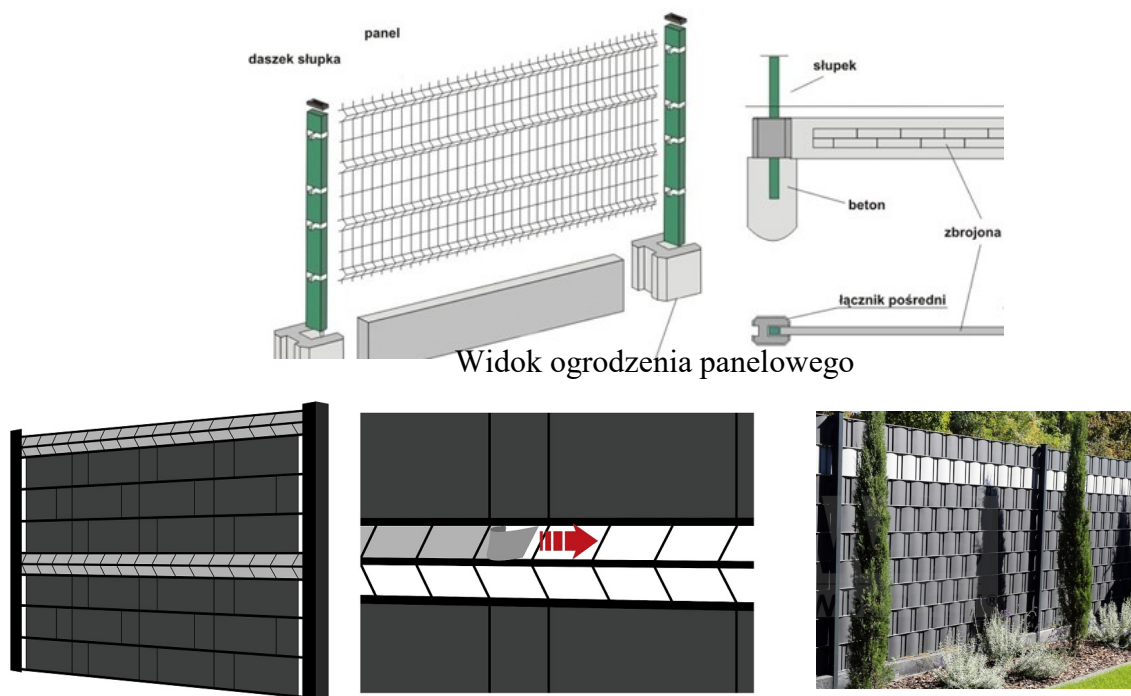 panel
daszek słupka
słupek
beton
zbrojona
łącznik pośredni
Widok ogrodzenia panelowego